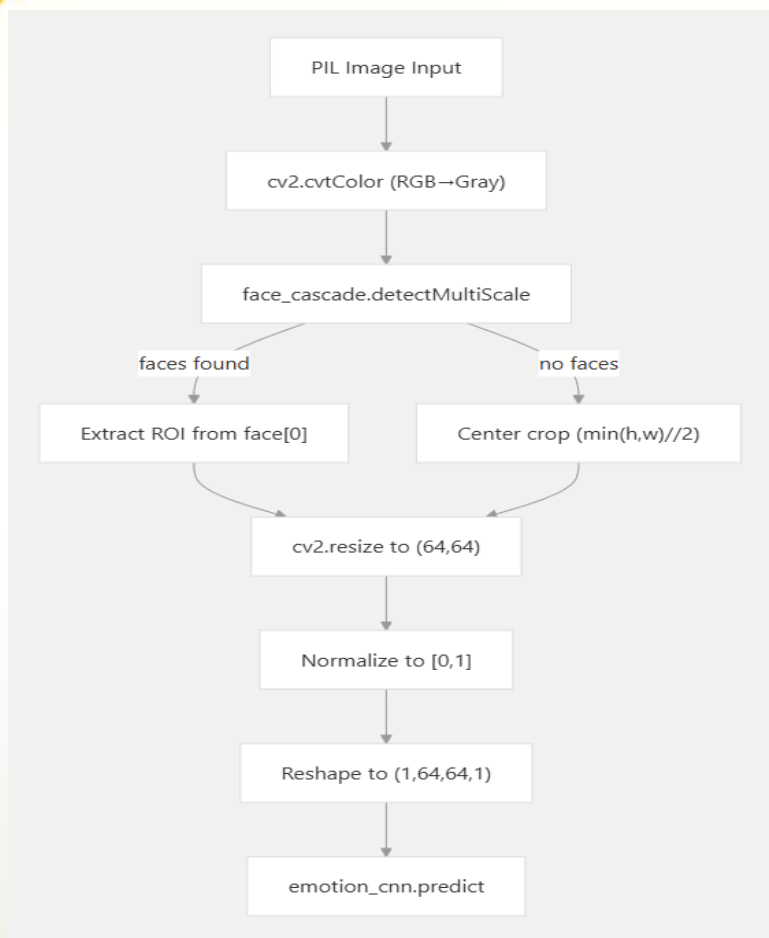 PIL Image Input
cv2.cvtColor (RGB→Gray)
face_cascade.detectMultiScale
faces found
no faces
Extract ROI from face[0]
Center crop (min(h,w)//2)
cv2.resize to (64,64)
Normalize to [0,1]
Reshape to (1,64,64,1)
emotion_cnn.predict